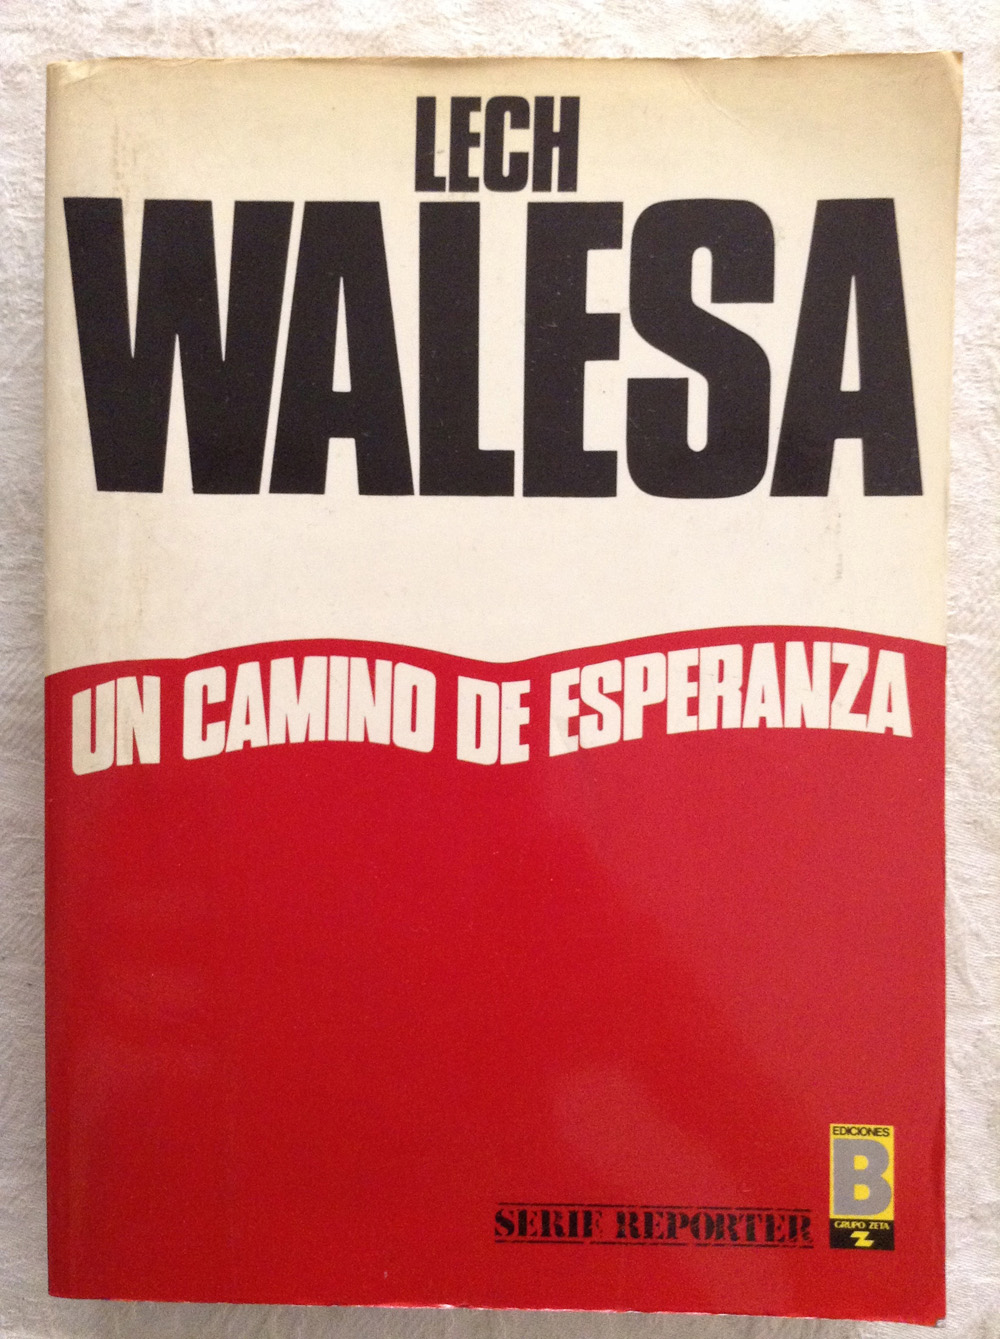 LECH
WALESA
UN CAMINO DE ESPERANZA
EDICIONES
B
GRUPO ZETA
Z
SERIE REPORTER